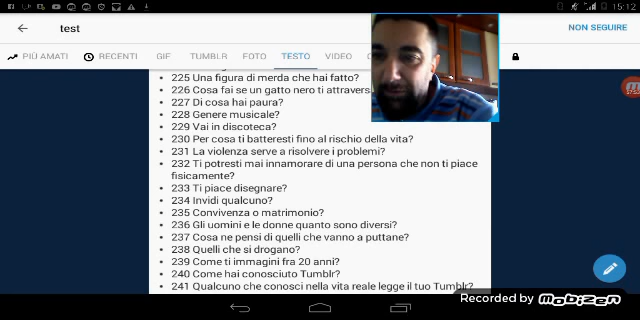 15:12
test
NON SEGUIRE
PIÙ AMATI RECENTI GIF TUMBLR FOTO TESTO VIDEO
225 Una figura di merda che hai fatto?
226 Cosa fai se un gatto nero ti attravers
227 Di cosa hai paura?
228 Genere musicale?
229 Vai in discoteca?
230 Per cosa ti batteresti fino al rischio della vita?
231 La violenza serve a risolvere i problemi?
232 Ti potresti mai innamorare di una persona che non ti piace
fisicamente?
233 Ti piace disegnare?
234 Invidi qualcuno?
235 Convivenza o matrimonio?
236 Gli uomini e le donne quanto sono diversi?
237 Cosa ne pensi di quelli che vanno a puttane?
238 Quelli che si drogano?
239 Come ti immagini fra 20 anni?
240 Come hai conosciuto Tumblr?
241 Qualcuno che conosci nella vita reale legge il tuo Tumblr?
Recorded by Mobizen